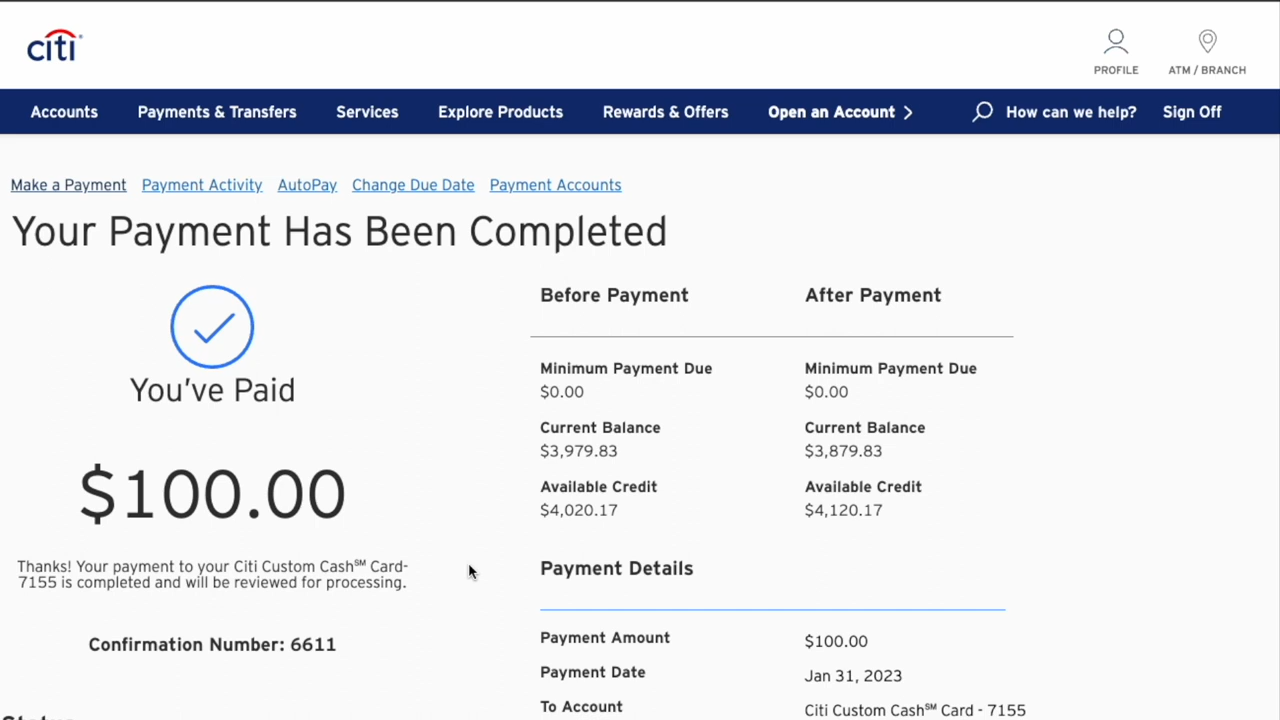 citi
PROFILE
ATM / BRANCH
Accounts Payments & Transfers Services Explore Products Rewards & Offers Open an Account How can we help? Sign Off
Make a Payment Payment Activity AutoPay Change Due Date Payment Accounts
Your Payment Has Been Completed
You've Paid
$100.00
Thanks! Your payment to your Citi Custom Cash℠ Card-
7155 is completed and will be reviewed for processing.
Confirmation Number: 6611
Before Payment After Payment
Minimum Payment Due Minimum Payment Due
$0.00 $0.00
Current Balance Current Balance
$3,979.83 $3,879.83
Available Credit Available Credit
$4,020.17 $4,120.17
Payment Details
Payment Amount $100.00
Payment Date Jan 31, 2023
To Account Citi Custom Cash℠ Card - 7155